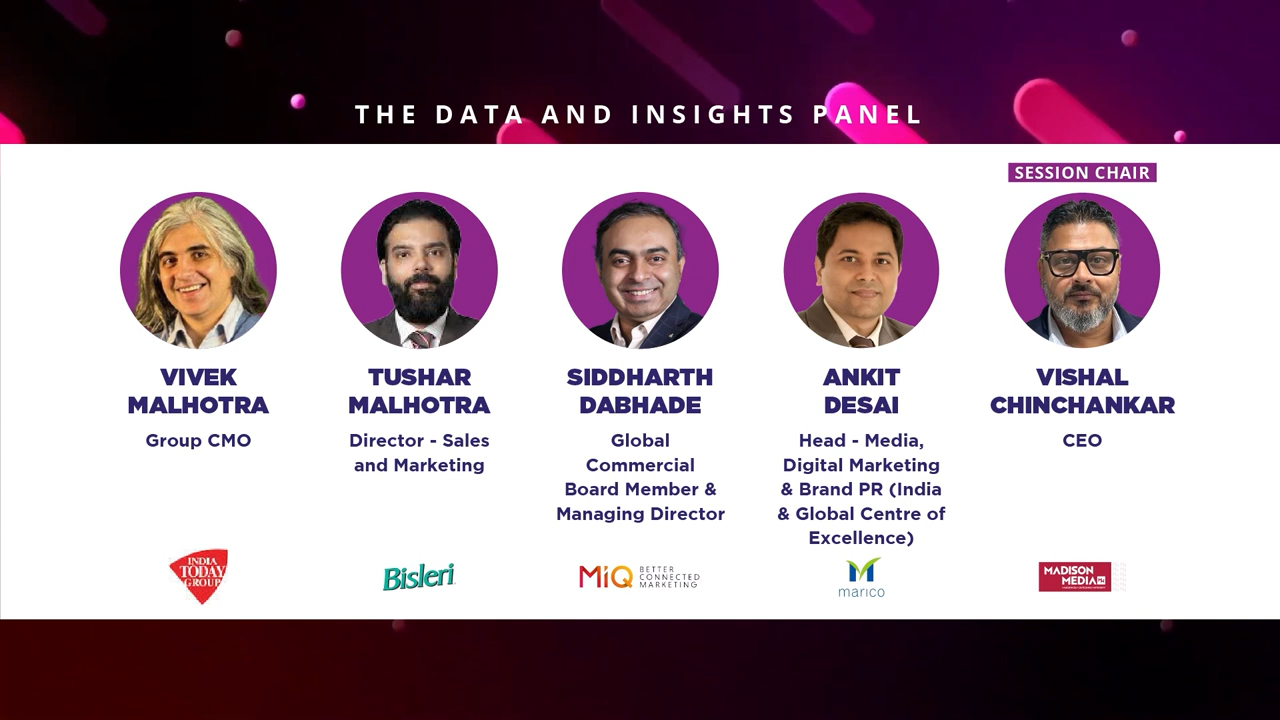 THE DATA AND INSIGHTS PANEL
SESSION CHAIR
VIVEK
MALHOTRA
Group CMO
INDIA
TODAY
GROUP
TUSHAR
MALHOTRA
Director - Sales
and Marketing
Bisleri
SIDDHARTH
DABHADE
Global
Commercial
Board Member &
Managing Director
MiQ
BETTER
CONNECTED
MARKETING
ANKIT
DESAI
Head - Media,
Digital Marketing
& Brand PR (India
& Global Centre of
Excellence)
marico
VISHAL
CHINCHANKAR
CEO
MADISON
MEDIA